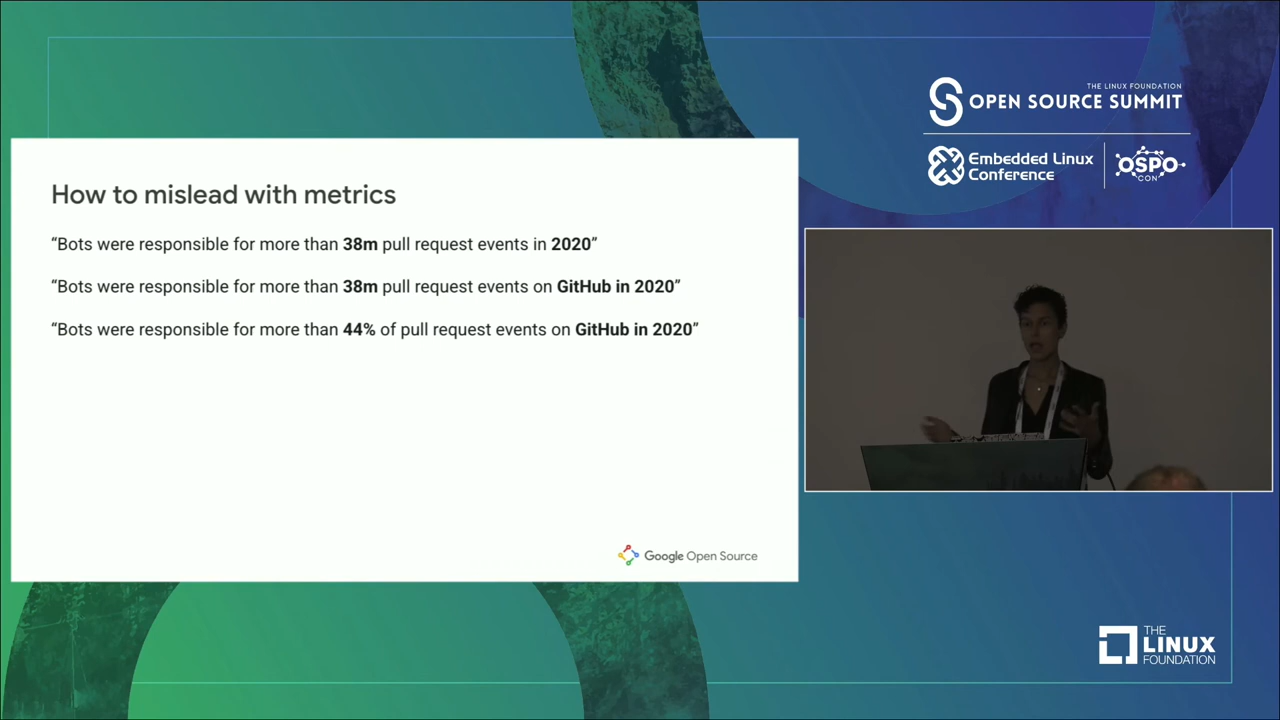 THE LINUX FOUNDATION
OPEN SOURCE SUMMIT
Embedded Linux
Conference
OSPO
CON
How to mislead with metrics
“Bots were responsible for more than 38m pull request events in 2020”
“Bots were responsible for more than 38m pull request events on GitHub in 2020”
“Bots were responsible for more than 44% of pull request events on GitHub in 2020”
Google Open Source
THE
LINUX
FOUNDATION